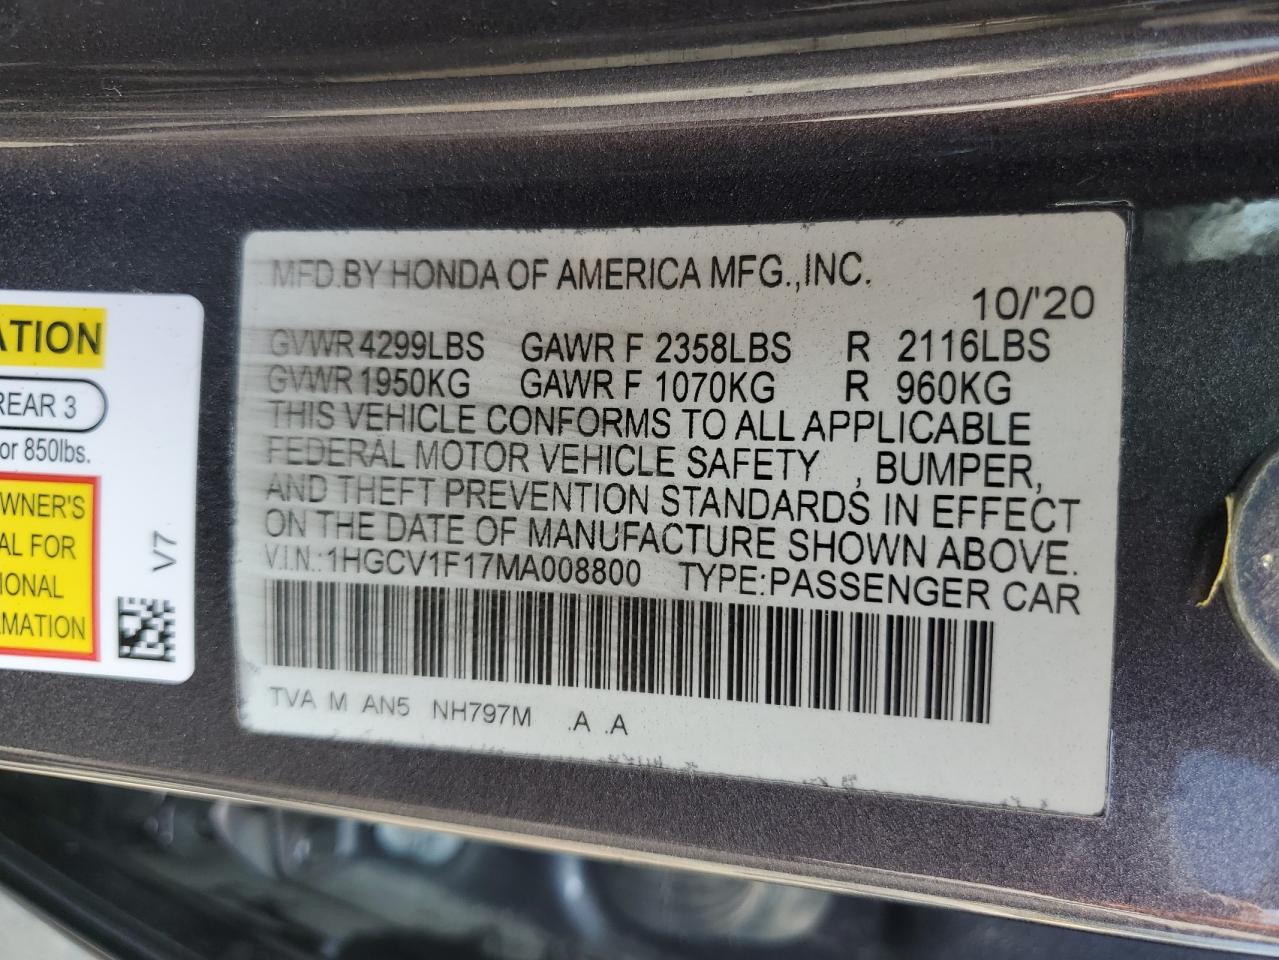 MFD.BY HONDA OF AMERICA MFG.,INC.
10/'20
GVWR 4299LBS GAWR F 2358LBS R 2116LBS
GVWR 1950KG GAWR F 1070KG R 960KG
THIS VEHICLE CONFORMS TO ALL APPLICABLE
FEDERAL MOTOR VEHICLE SAFETY , BUMPER,
AND THEFT PREVENTION STANDARDS IN EFFECT
ON THE DATE OF MANUFACTURE SHOWN ABOVE.
V.I.N.:1HGCV1F17MA008800 TYPE:PASSENGER CAR
TVA M AN5 NH797M .A .A
ATION
REAR 3
or 850lbs.
OWNER'S
AL FOR
IONAL
RMATION
V7